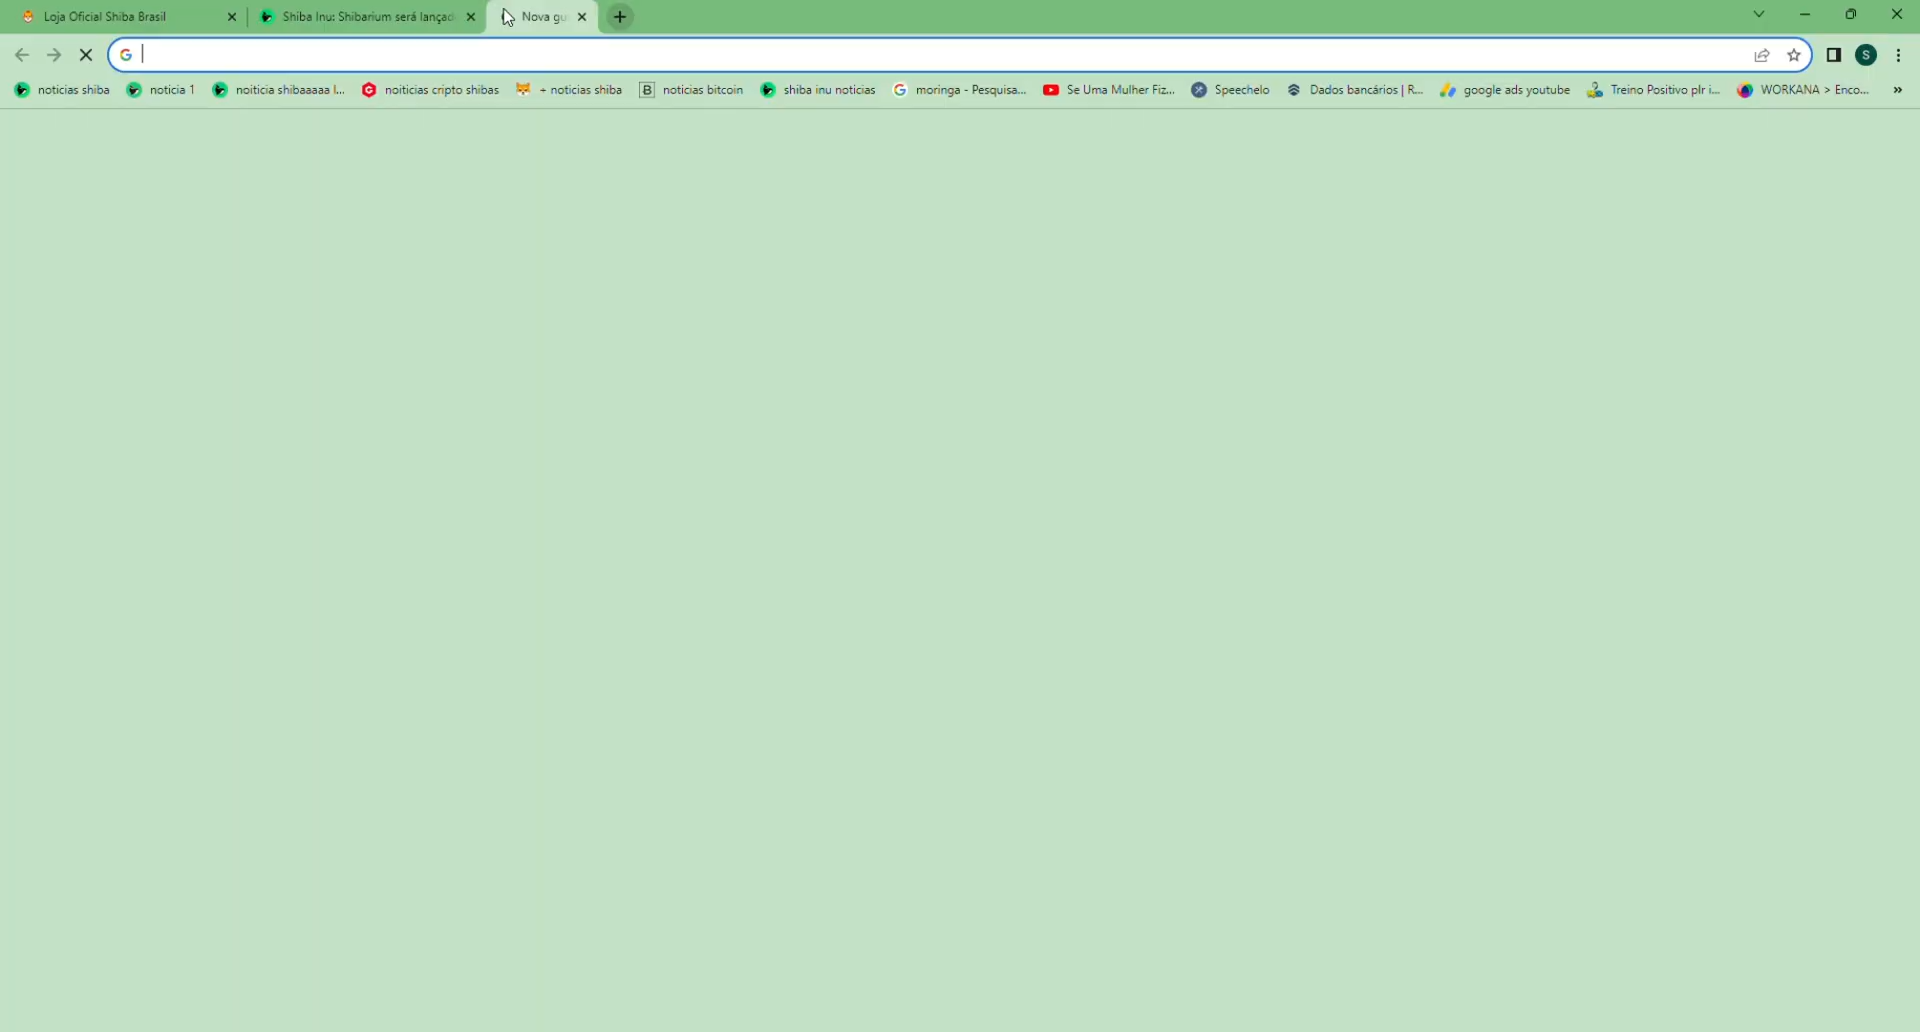 Loja Oficial Shiba Brasil
Shiba Inu: Shibarium será lançad
Nova gu
noticias shiba
noticia 1
noiticia shibaaaaa l...
noiticias cripto shibas
+ noticias shiba
noticias bitcoin
shiba inu noticias
moringa - Pesquisa...
Se Uma Mulher Fiz...
Speechelo
Dados bancários | R...
google ads youtube
Treino Positivo plr i...
WORKANA > Enco...
S